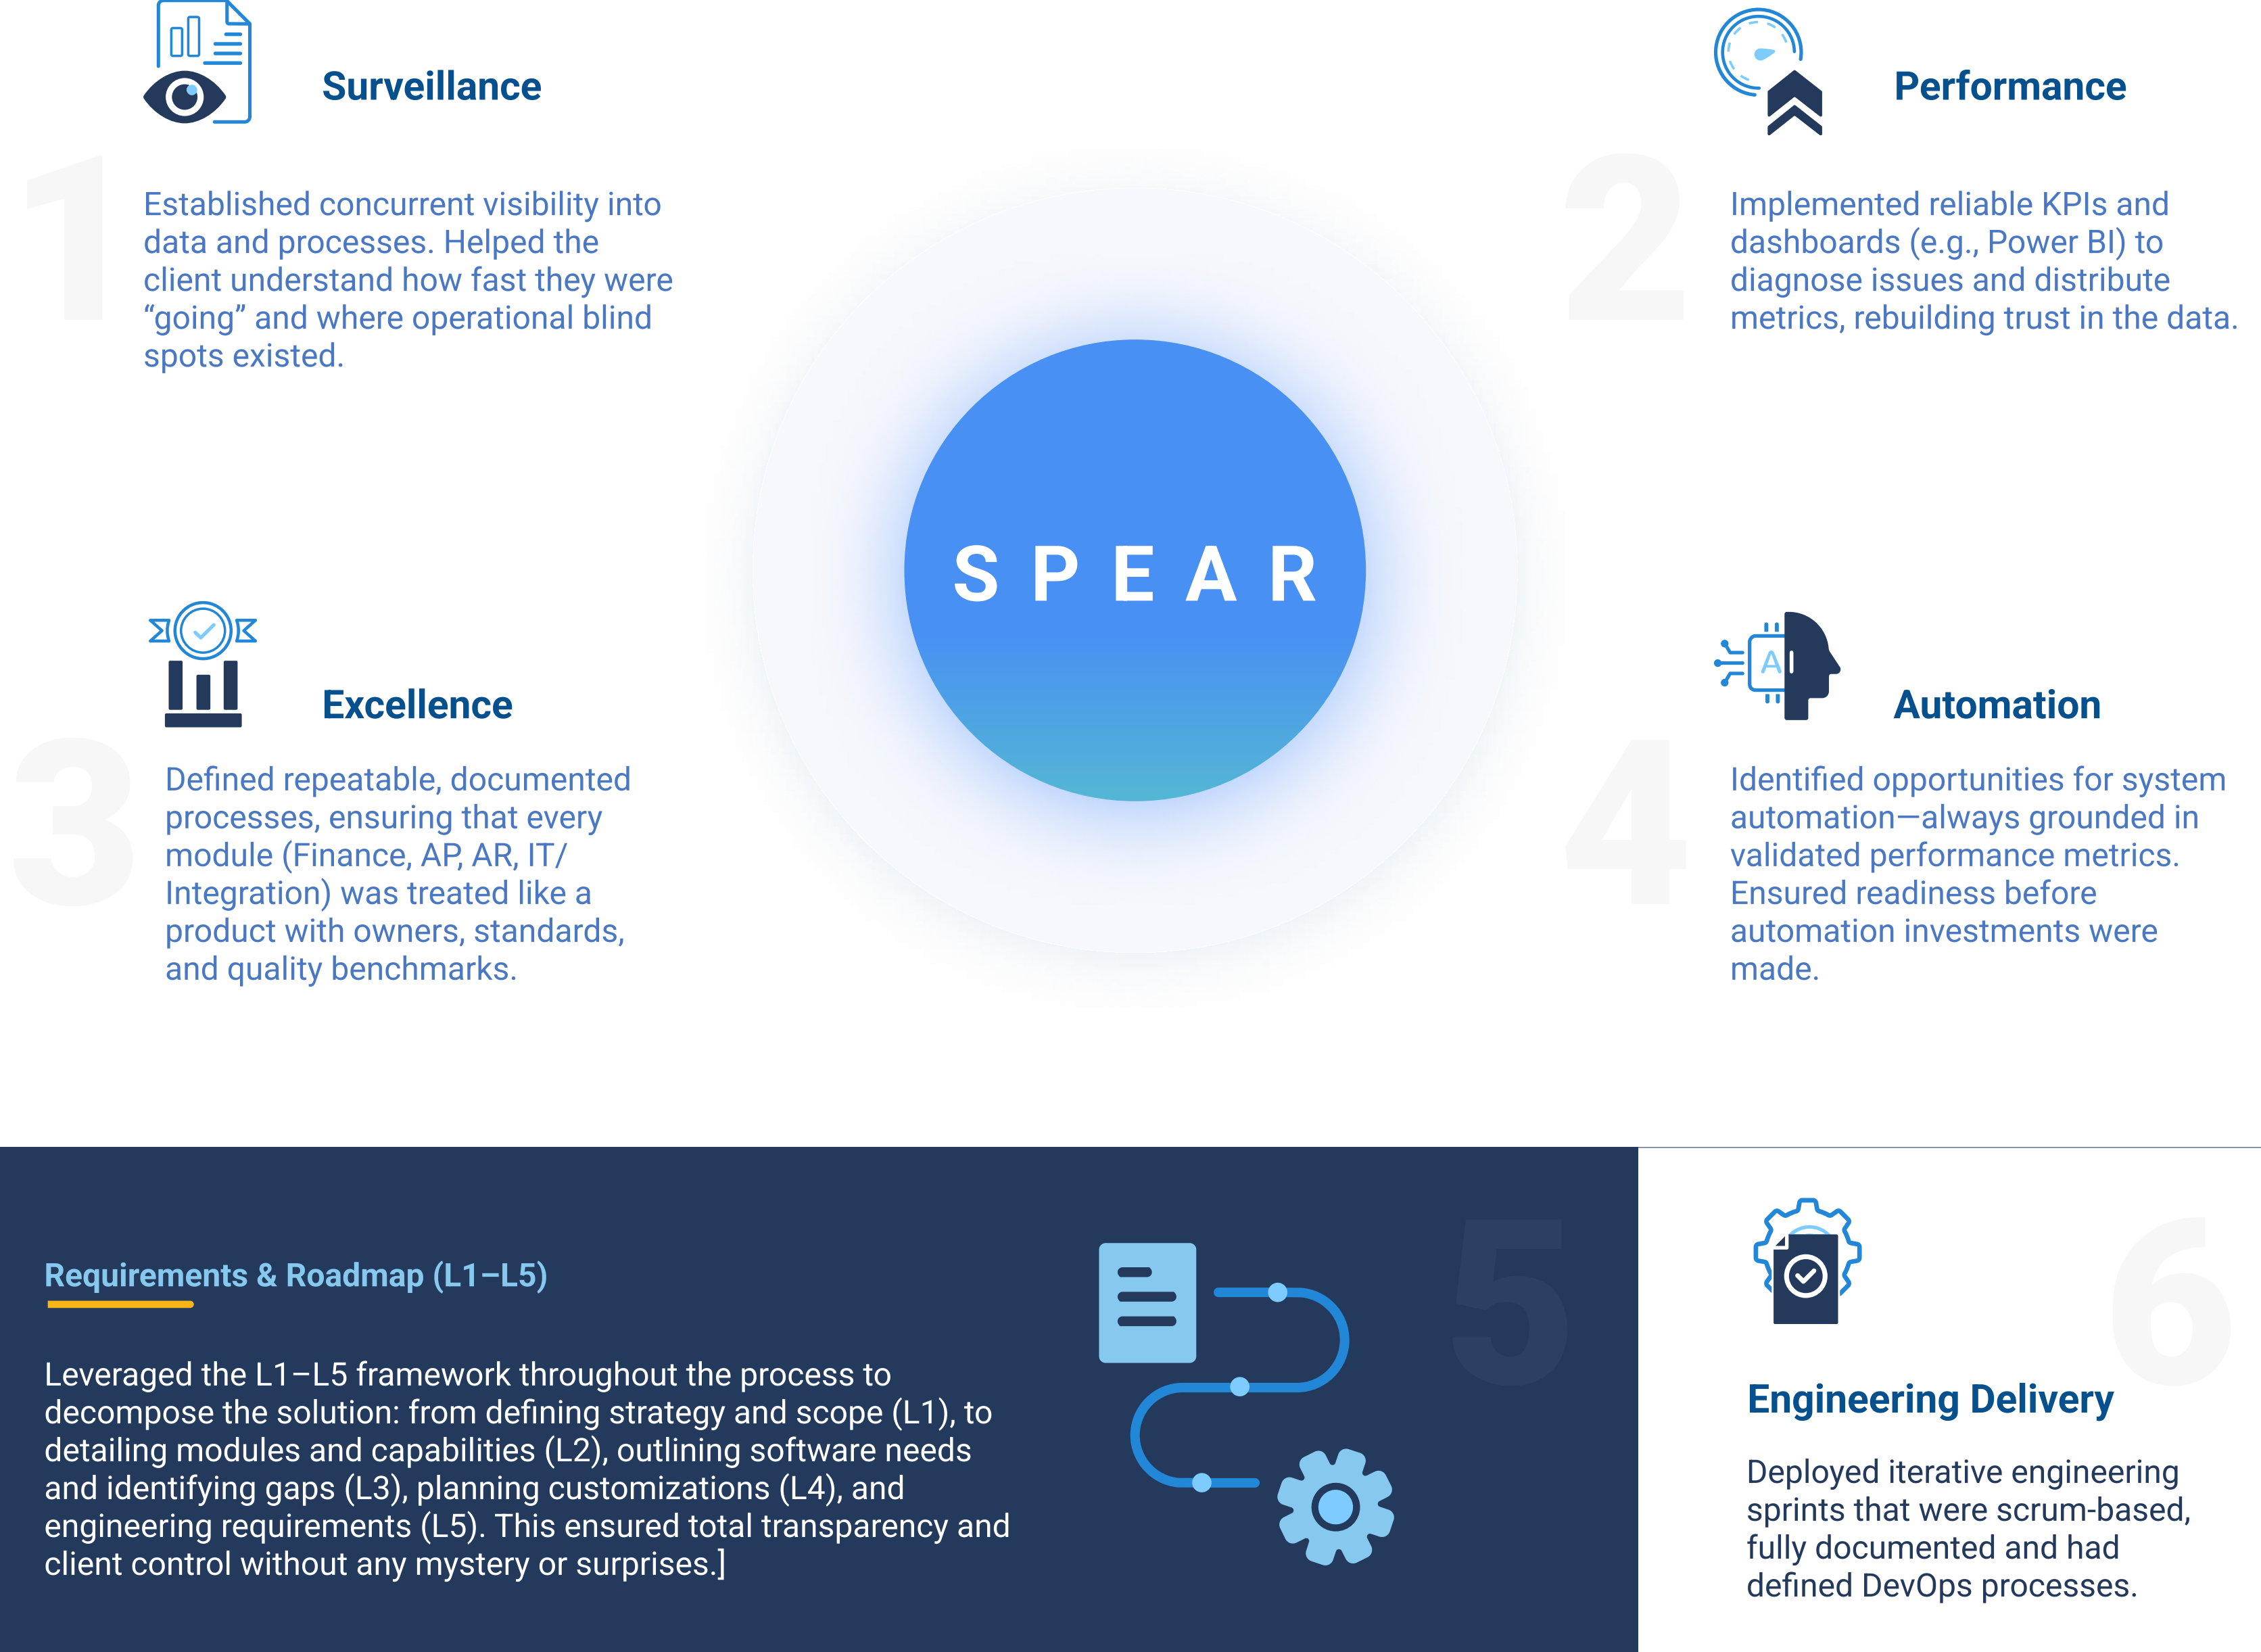 Surveillance
1
Established concurrent visibility into
data and processes. Helped the
client understand how fast they were
“going” and where operational blind
spots existed.
Performance
2
Implemented reliable KPIs and
dashboards (e.g., Power BI) to
diagnose issues and distribute
metrics, rebuilding trust in the data.
S P E A R
Excellence
3
Defined repeatable, documented
processes, ensuring that every
module (Finance, AP, AR, IT/
Integration) was treated like a
product with owners, standards,
and quality benchmarks.
AI
Automation
4
Identified opportunities for system
automation—always grounded in
validated performance metrics.
Ensured readiness before
automation investments were
made.
Requirements & Roadmap (L1–L5)
5
Leveraged the L1–L5 framework throughout the process to
decompose the solution: from defining strategy and scope (L1), to
detailing modules and capabilities (L2), outlining software needs
and identifying gaps (L3), planning customizations (L4), and
engineering requirements (L5). This ensured total transparency and
client control without any mystery or surprises.]
6
Engineering Delivery
Deployed iterative engineering
sprints that were scrum-based,
fully documented and had
defined DevOps processes.